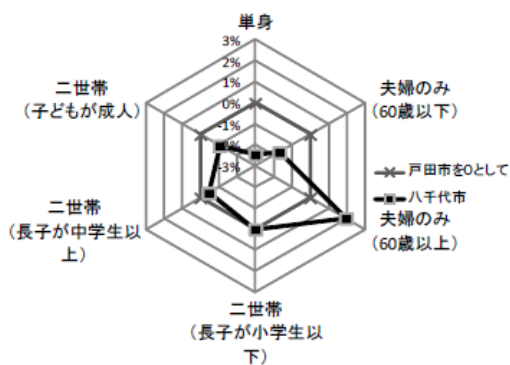 単身
3%
2%
1%
0%
-1%
-2%
-3%
夫婦のみ
(60歳以下)
戸田市を0として
八千代市
夫婦のみ
(60歳以上)
二世帯
(長子が小学生以
下)
二世帯
(長子が中学生以
上)
二世帯
(子どもが成人)